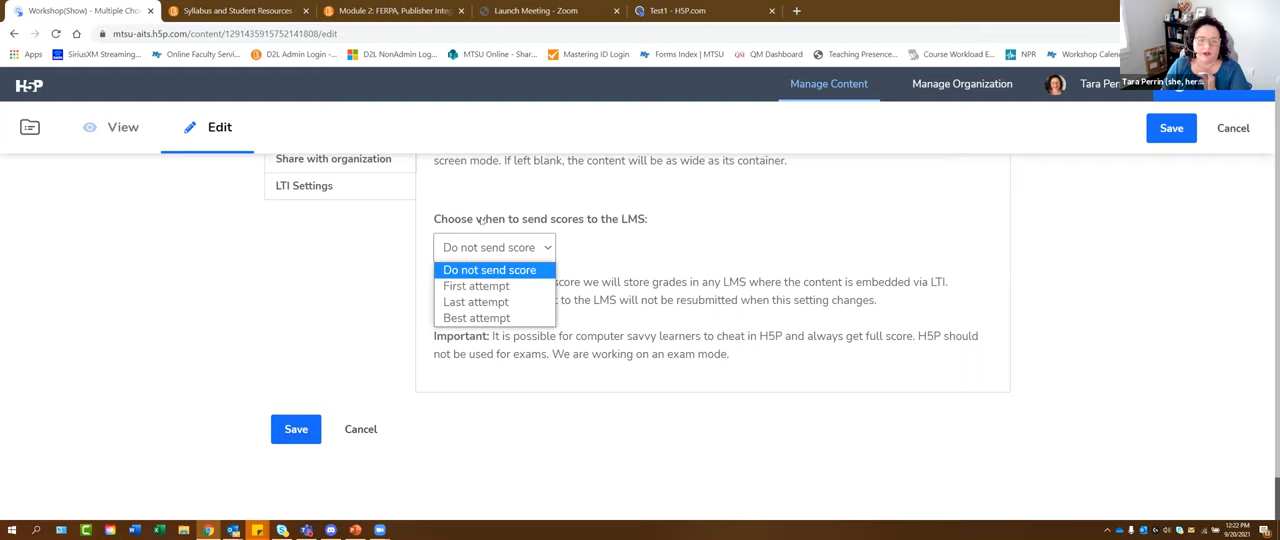 Workshop(Show) - Multiple Choi
Syllabus and Student Resources
Module 2: FERPA, Publisher Inte
Launch Meeting - Zoom
Test1 - H5P.com
mtsu-aits.h5p.com/content/1291435915752141808/edit
Apps
SiriusXM Streaming...
Online Faculty Servi...
D2L Admin Login -...
D2L NonAdmin Log...
MTSU Online - Shar...
Mastering ID Login
Forms Index | MTSU
QM Dashboard
Teaching Presence...
Course Workload E...
NPR
Workshop Calen
Tara Perrin (she, her...
H5P
Manage Content
Manage Organization
Tara Perri
View
Edit
Save
Cancel
Share with organization
LTI Settings
screen mode. If left blank, the content will be as wide as its container.
Choose when to send scores to the LMS:
Do not send score
Do not send score
First attempt
Last attempt
Best attempt
score we will store grades in any LMS where the content is embedded via LTI.
t to the LMS will not be resubmitted when this setting changes.
Important: It is possible for computer savvy learners to cheat in H5P and always get full score. H5P should
not be used for exams. We are working on an exam mode.
Save
Cancel
12:22 PM
9/20/2021